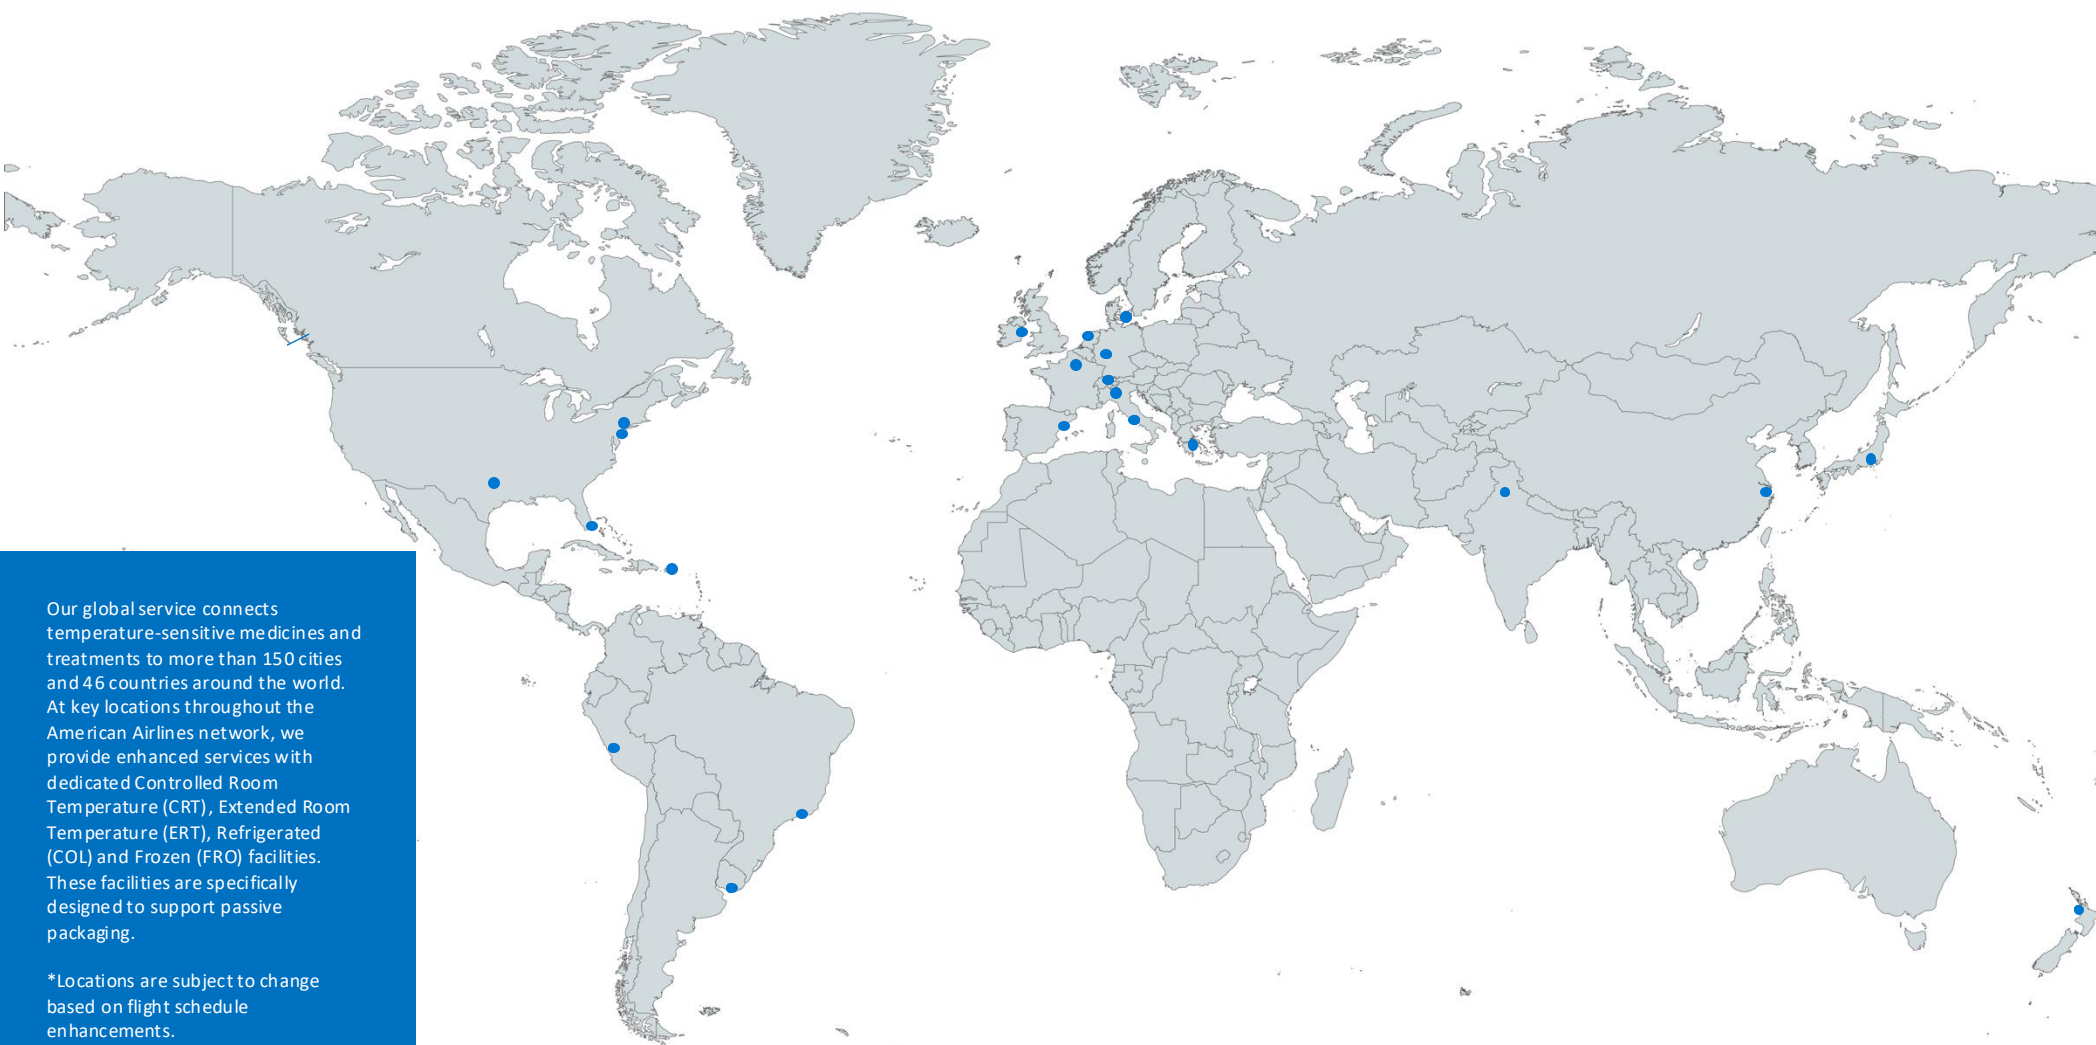 Our global service connects
temperature-sensitive medicines and
treatments to more than 150 cities
and 46 countries around the world.
At key locations throughout the
American Airlines network, we
provide enhanced services with
dedicated Controlled Room
Temperature (CRT), Extended Room
Temperature (ERT), Refrigerated
(COL) and Frozen (FRO) facilities.
These facilities are specifically
designed to support passive
packaging.
*Locations are subject to change
based on flight schedule
enhancements.